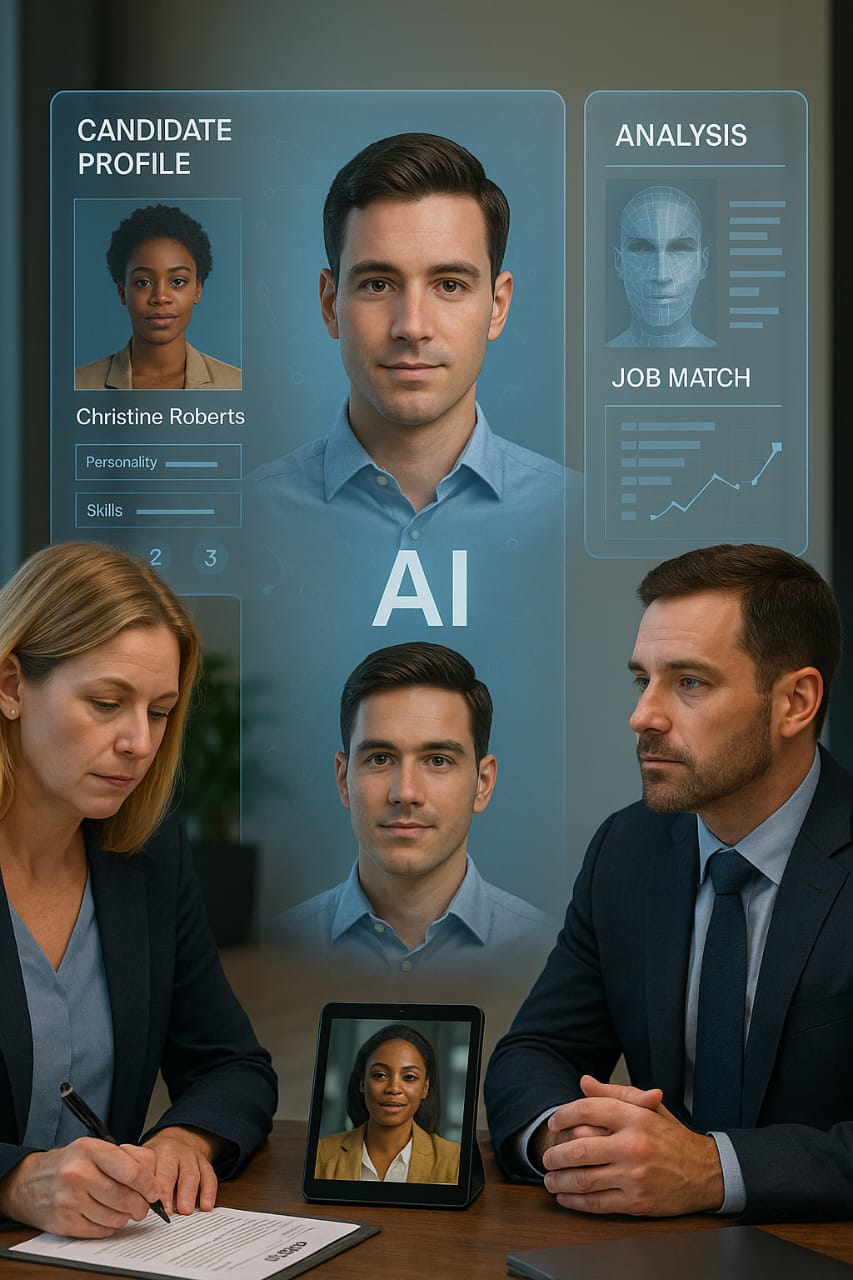 CANDIDATE
PROFILE
Christine Roberts
Personality
Skills
2 3
ANALYSIS
JOB MATCH
AI